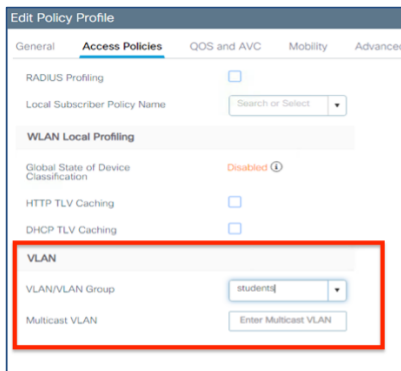 Edit Policy Profile
General Access Policies QOS and AVC Mobility Advanced
RADIUS Profiling
Local Subscriber Policy Name Search or Select
WLAN Local Profiling
Global State of Device Classification Disabled
HTTP TLV Caching
DHCP TLV Caching
VLAN
VLAN/VLAN Group students
Multicast VLAN Enter Multicast VLAN